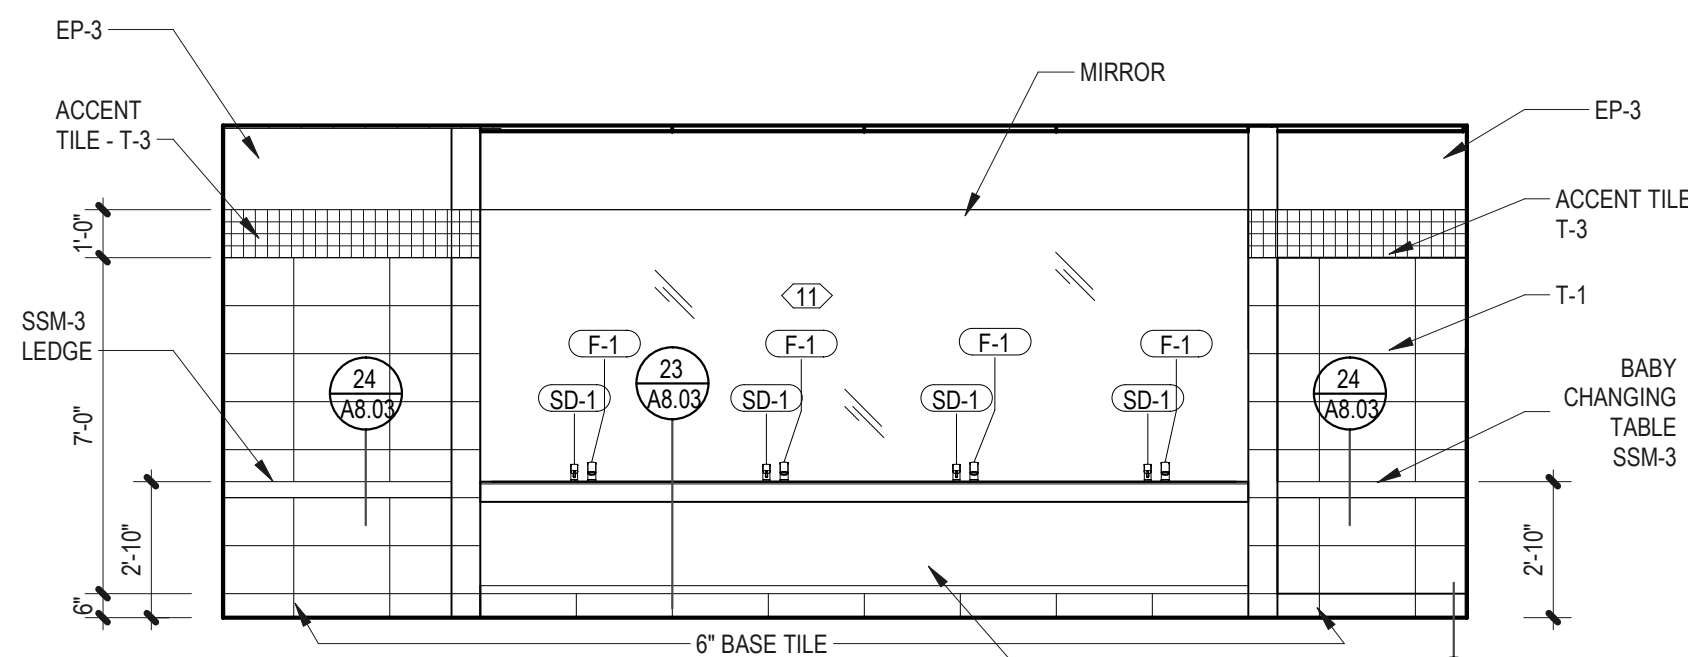 EP-3
MIRROR
ACCENT
TILE - T-3
EP-3
ACCENT TILE
T-3
1'-0"
11
T-1
SSM-3
LEDGE
F-1
F-1
F-1
F-1
24
A8.03
23
A8.03
24
A8.03
SD-1
SD-1
SD-1
SD-1
BABY
CHANGING
TABLE
SSM-3
7'-0"
2'-10"
2'-10"
6"
6" BASE TILE